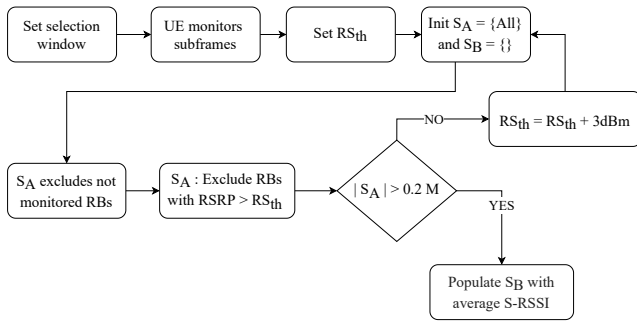 Set selection
window
UE monitors
subframes
Set RSth
Init SA = {All}
and SB = {}
RSth = RSth + 3dBm
NO
SA excludes not
monitored RBs
SA : Exclude RBs
with RSRP > RSth
| SA | > 0.2 M
YES
Populate SB with
average S-RSSI